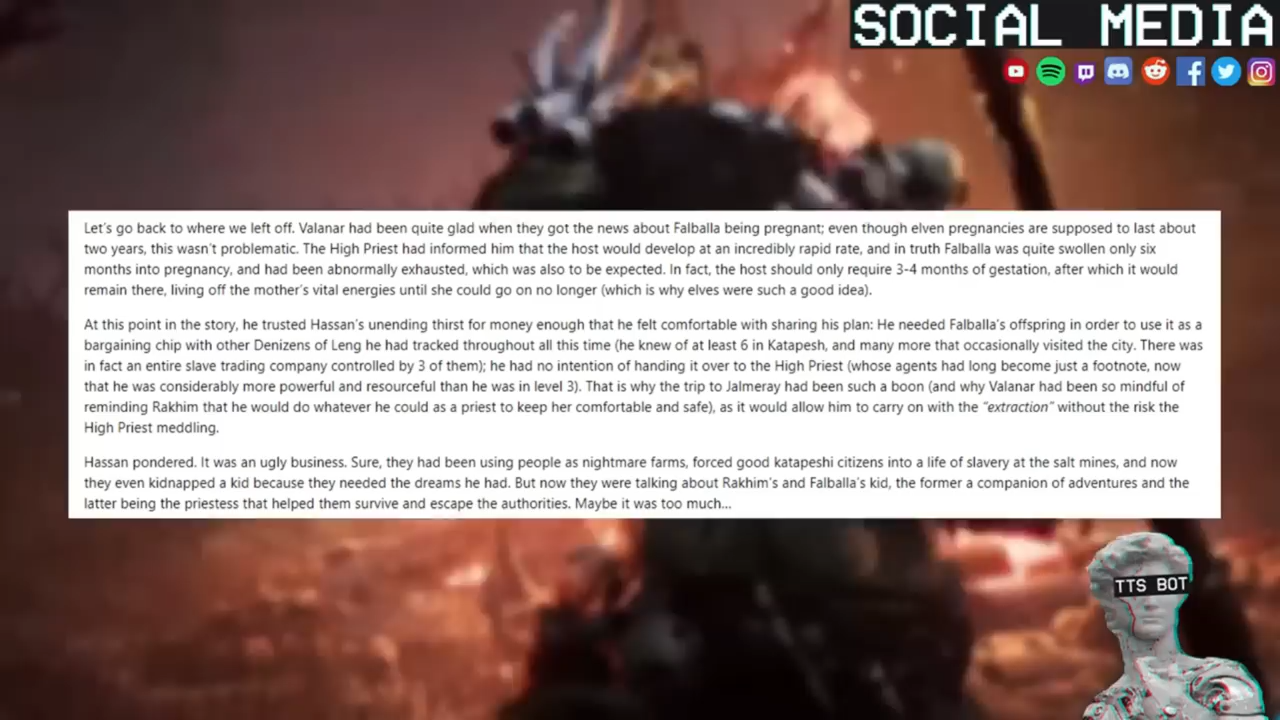 SOCIAL MEDIA
Let's go back to where we left off. Valanar had been quite glad when they got the news about Falballa being pregnant; even though elven pregnancies are supposed to last about
two years, this wasn't problematic. The High Priest had informed him that the host would develop at an incredibly rapid rate, and in truth Falballa was quite swollen only six
months into pregnancy, and had been abnormally exhausted, which was also to be expected. In fact, the host should only require 3-4 months of gestation, after which it would
remain there, living off the mother's vital energies until she could go on no longer (which is why elves were such a good idea).
At this point in the story, he trusted Hassan's unending thirst for money enough that he felt comfortable with sharing his plan: He needed Falballa's offspring in order to use it as a
bargaining chip with other Denizens of Leng he had tracked throughout all this time (he knew of at least 6 in Katapesh, and many more that occasionally visited the city. There was
in fact an entire slave trading company controlled by 3 of them); he had no intention of handing it over to the High Priest (whose agents had long become just a footnote, now
that he was considerably more powerful and resourceful than he was in level 3). That is why the trip to Jalmeray had been such a boon (and why Valanar had been so mindful of
reminding Rakhim that he would do whatever he could as a priest to keep her comfortable and safe), as it would allow him to carry on with the "extraction" without the risk the
High Priest meddling.
Hassan pondered. It was an ugly business. Sure, they had been using people as nightmare farms, forced good katapeshi citizens into a life of slavery at the salt mines, and now
they even kidnapped a kid because they needed the dreams he had. But now they were talking about Rakhim's and Falballa's kid, the former a companion of adventures and the
latter being the priestess that helped them survive and escape the authorities. Maybe it was too much...
TTS BOT